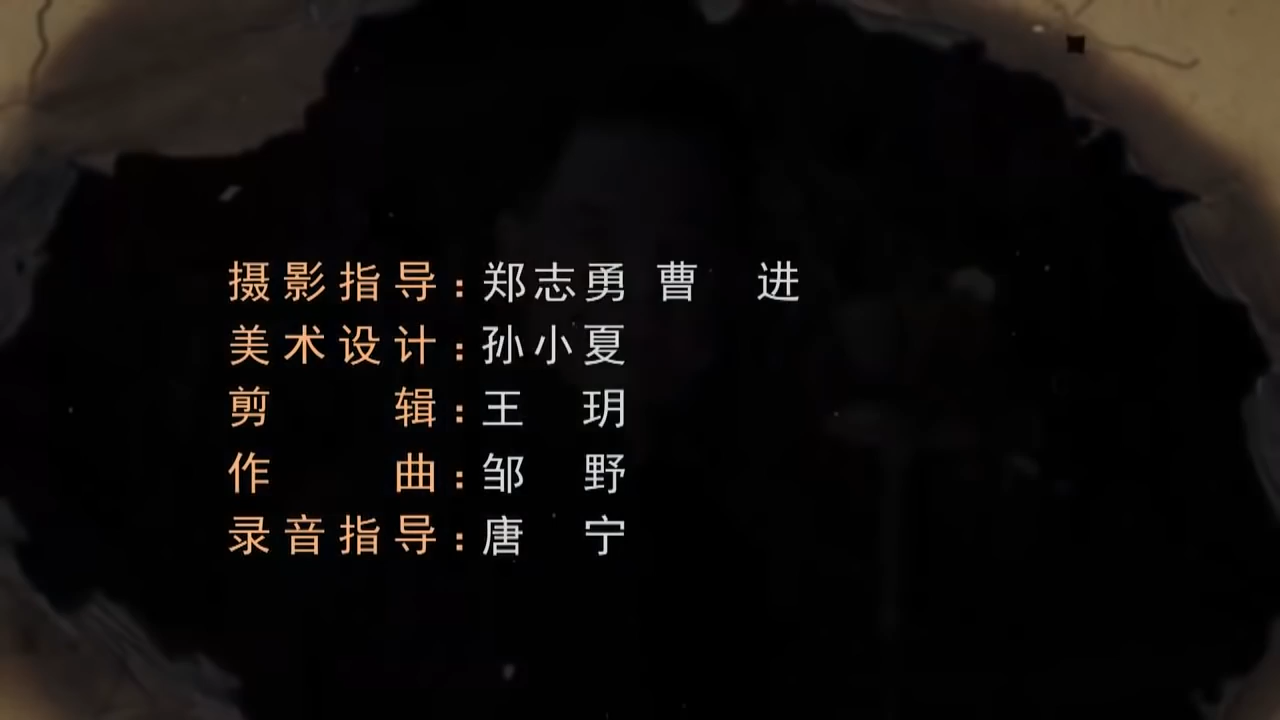 摄影指导：郑志勇 曹进
美术设计：孙小夏
剪辑：王玥
作曲：邹野
录音指导：唐宁